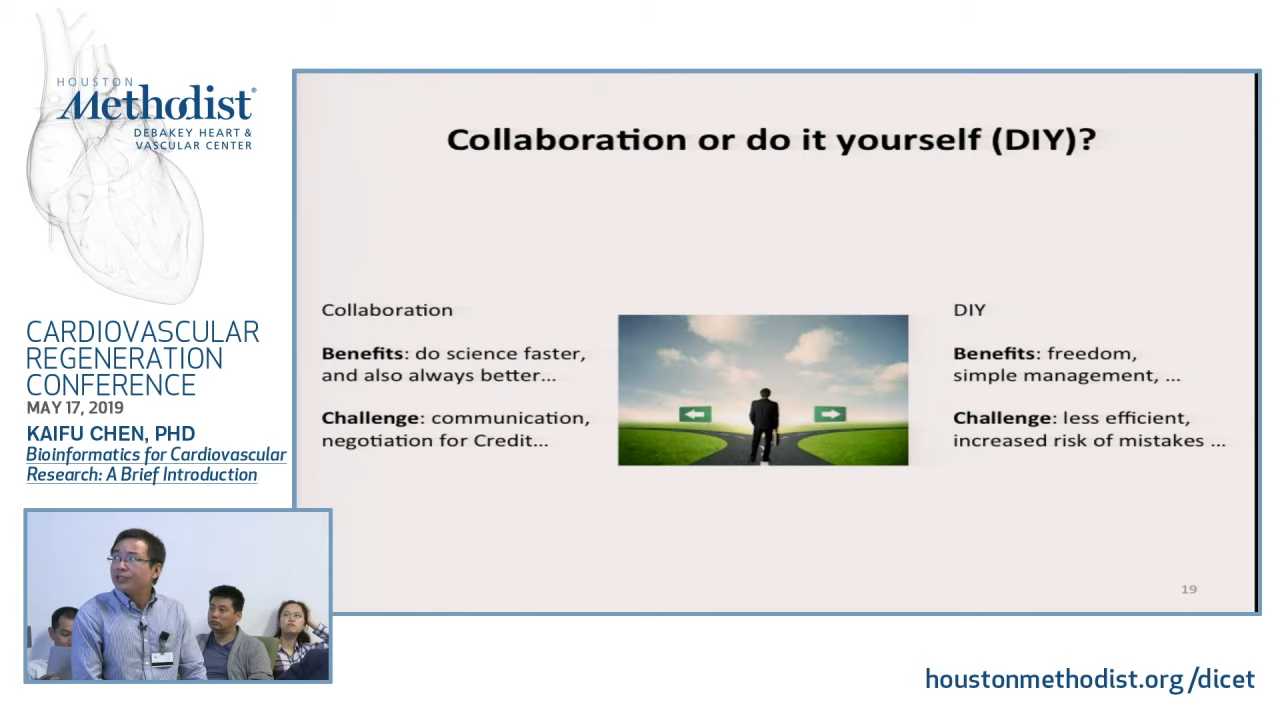 HOUSTON
Methodist®
DEBAKEY HEART &
VASCULAR CENTER
CARDIOVASCULAR
REGENERATION
CONFERENCE
MAY 17, 2019
KAIFU CHEN, PHD
Bioinformatics for Cardiovascular
Research: A Brief Introduction
Collaboration or do it yourself (DIY)?
Collaboration
Benefits: do science faster,
and also always better...
Challenge: communication,
negotiation for Credit...
DIY
Benefits: freedom,
simple management, ...
Challenge: less efficient,
increased risk of mistakes ...
19
houstonmethodist.org/dicet